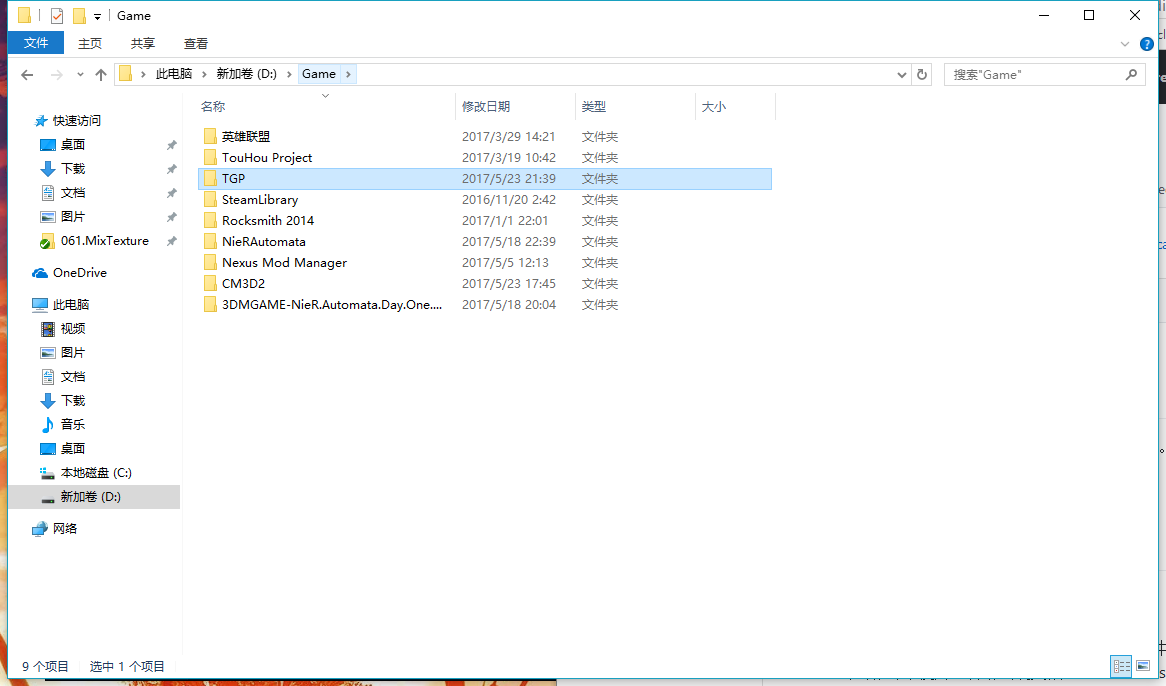 Game
文件 主页 共享 查看
此电脑 新加卷 (D:) Game 搜索"Game"
名称 修改日期 类型 大小
快速访问
桌面
下载
文档
图片
061.MixTexture
OneDrive
此电脑
视频
图片
文档
下载
音乐
桌面
本地磁盘 (C:)
新加卷 (D:)
网络
英雄联盟 2017/3/29 14:21 文件夹
TouHou Project 2017/3/19 10:42 文件夹
TGP 2017/5/23 21:39 文件夹
SteamLibrary 2016/11/20 2:42 文件夹
Rocksmith 2014 2017/1/1 22:01 文件夹
NieRAutomata 2017/5/18 22:39 文件夹
Nexus Mod Manager 2017/5/5 12:13 文件夹
CM3D2 2017/5/23 17:45 文件夹
3DMGAME-NieR.Automata.Day.One.... 2017/5/18 20:04 文件夹
9 个项目 选中 1 个项目